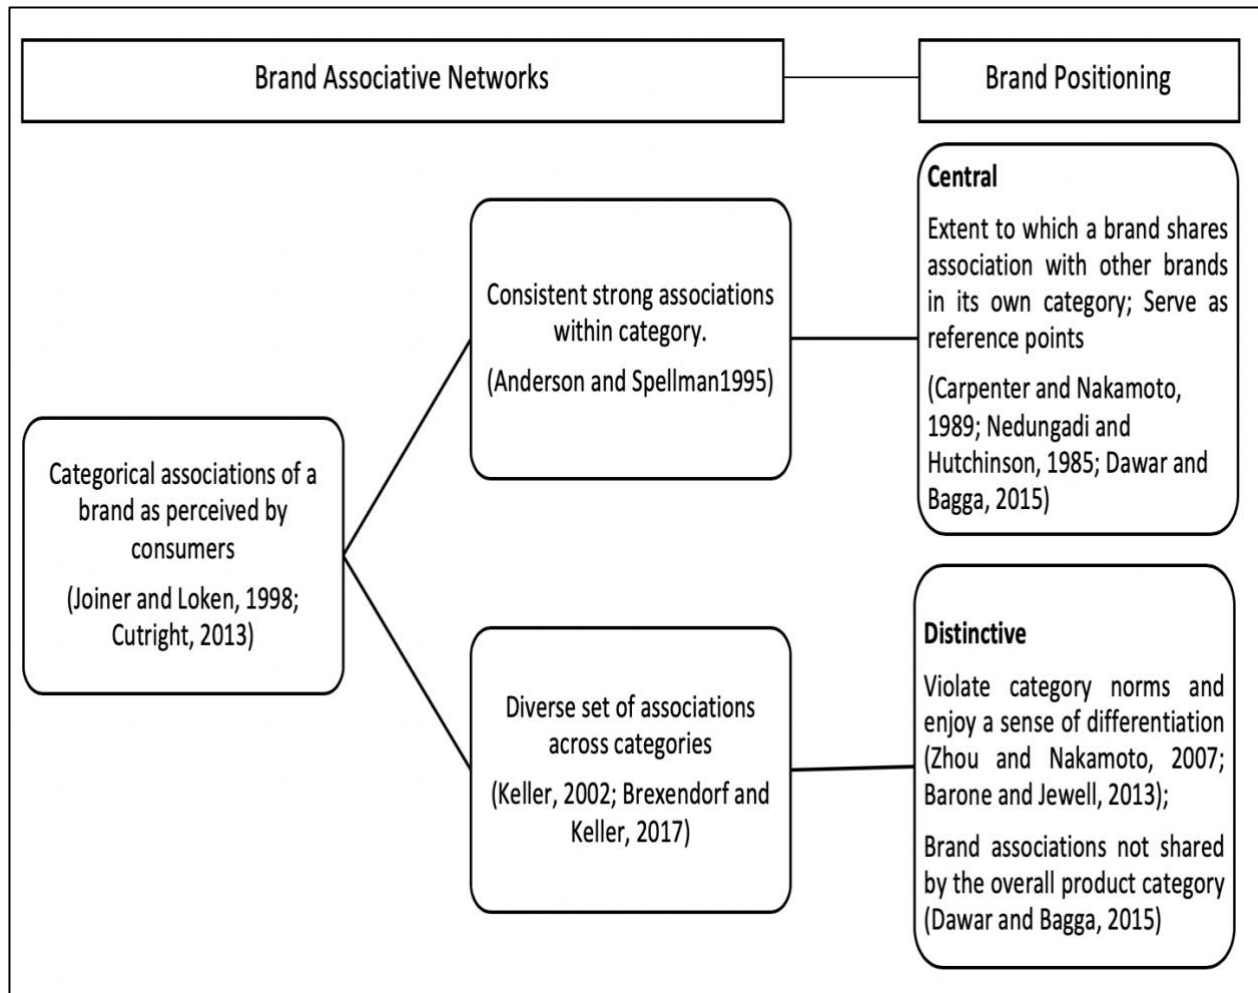 Brand Associative Networks
Brand Positioning
Categorical associations of a
brand as perceived by
consumers
(Joiner and Loken, 1998;
Cutright, 2013)
Consistent strong associations
within category.
(Anderson and Spellman1995)
Diverse set of associations
across categories
(Keller, 2002; Brexendorf and
Keller, 2017)
Central
Extent to which a brand shares
association with other brands
in its own category; Serve as
reference points
(Carpenter and Nakamoto,
1989; Nedungadi and
Hutchinson, 1985; Dawar and
Bagga, 2015)
Distinctive
Violate category norms and
enjoy a sense of differentiation
(Zhou and Nakamoto, 2007;
Barone and Jewell, 2013);
Brand associations not shared
by the overall product category
(Dawar and Bagga, 2015)